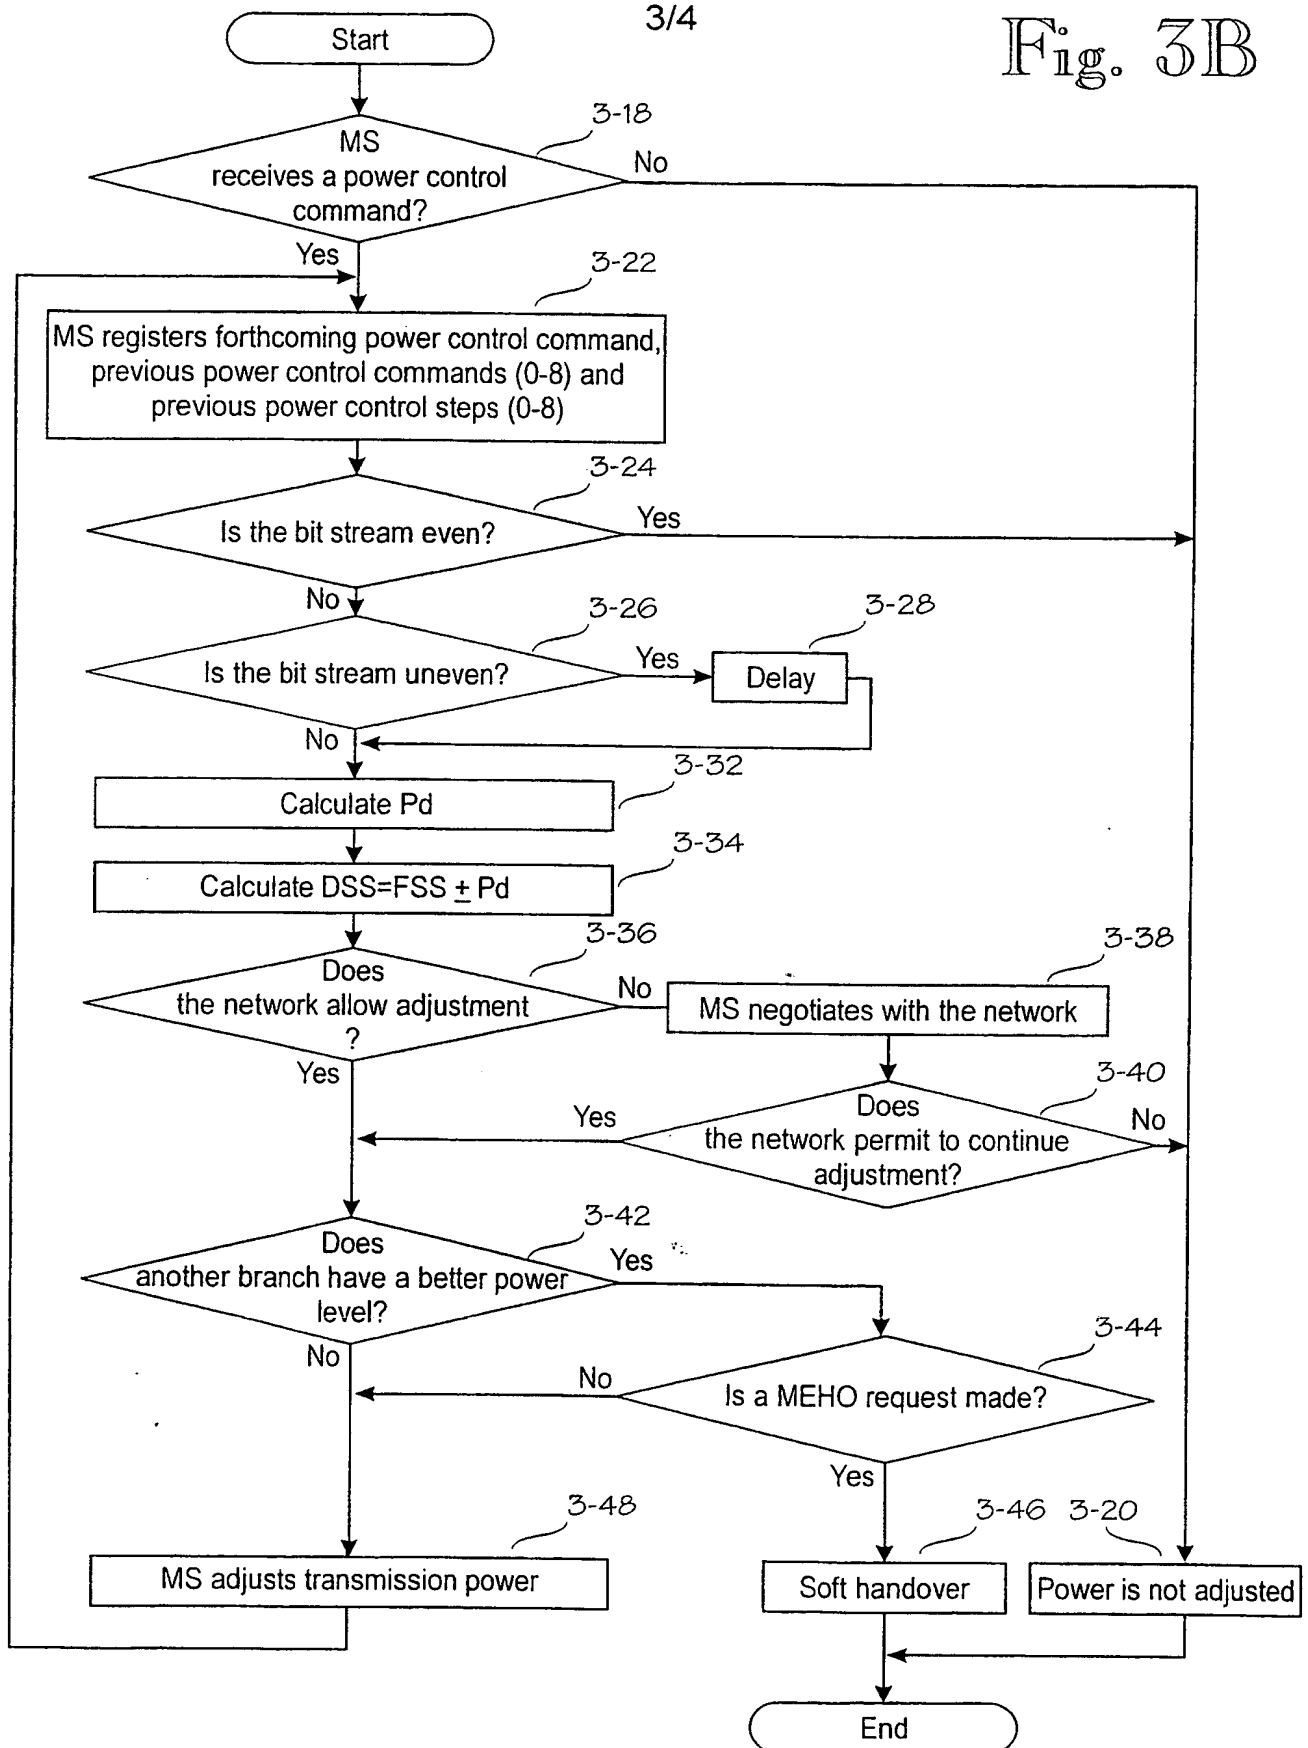 3/4
Fig. 3B
Start
3-18
MS
receives a power control
command?
No
Yes
3-22
MS registers forthcoming power control command,
previous power control commands (0-8) and
previous power control steps (0-8)
3-24
Is the bit stream even?
Yes
No
3-26
3-28
Is the bit stream uneven?
Yes
Delay
No
3-32
Calculate Pd
3-34
Calculate DSS=FSS ± Pd
3-36
3-38
Does
the network allow adjustment
?
No
MS negotiates with the network
Yes
3-40
Does
the network permit to continue
adjustment?
Yes
No
3-42
Does
another branch have a better power
level?
Yes
No
3-44
Is a MEHO request made?
No
Yes
3-48
3-46
3-20
MS adjusts transmission power
Soft handover
Power is not adjusted
End